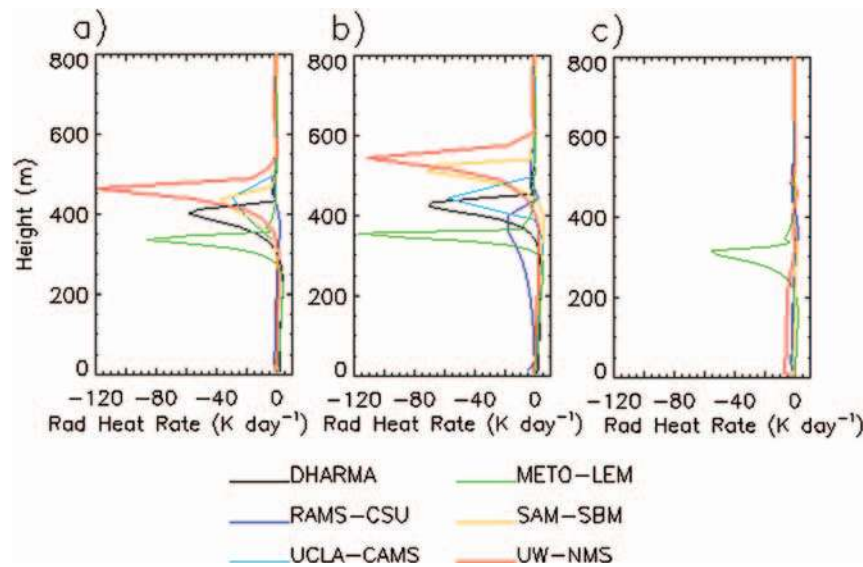 a)
b)
c)
800
600
400
200
0
Height (m)
800
600
400
200
0
800
600
400
200
0
-120 -80 -40 0
-120 -80 -40 0
-120 -80 -40 0
Rad Heat Rate (K day⁻¹)
Rad Heat Rate (K day⁻¹)
Rad Heat Rate (K day⁻¹)
DHARMA
METO-LEM
RAMS-CSU
SAM-SBM
UCLA-CAMS
UW-NMS